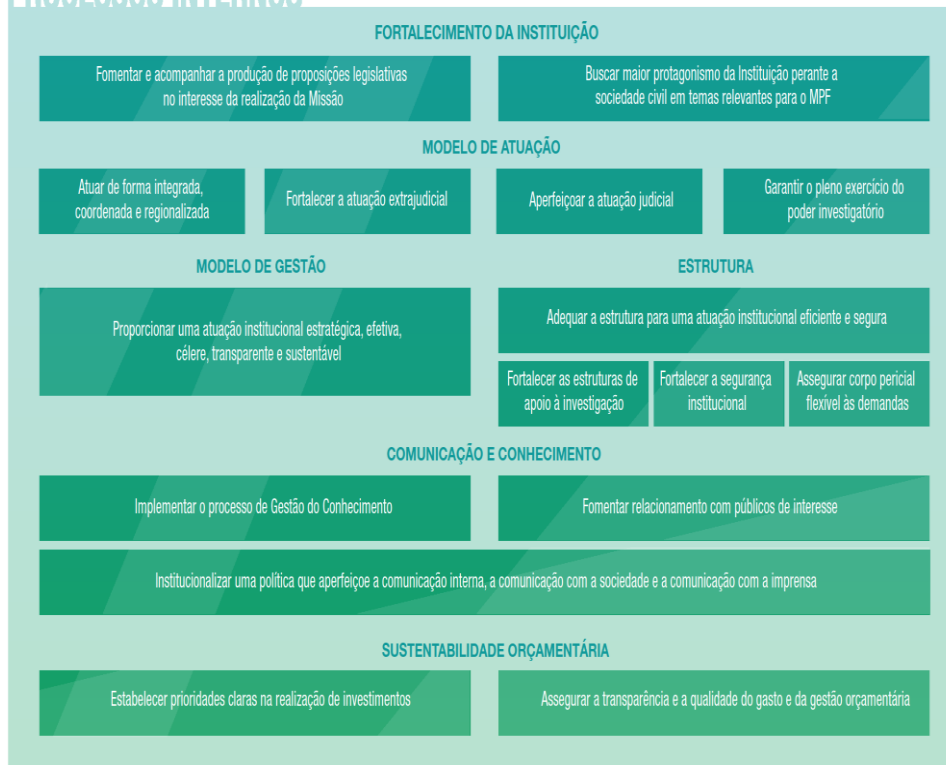 PROCESSOS INTERNOS
FORTALECIMENTO DA INSTITUIÇÃO
Fomentar e acompanhar a produção de proposições legislativas
no interesse da realização da Missão
Buscar maior protagonismo da Instituição perante a
sociedade civil em temas relevantes para o MPF
MODELO DE ATUAÇÃO
Atuar de forma integrada,
coordenada e regionalizada
Fortalecer a atuação extrajudicial
Aperfeiçoar a atuação judicial
Garantir o pleno exercício do
poder investigatório
MODELO DE GESTÃO
Proporcionar uma atuação institucional estratégica, efetiva,
célere, transparente e sustentável
ESTRUTURA
Adequar a estrutura para uma atuação institucional eficiente e segura
Fortalecer as estruturas de
apoio à investigação
Fortalecer a segurança
institucional
Assegurar corpo pericial
flexível às demandas
COMUNICAÇÃO E CONHECIMENTO
Implementar o processo de Gestão do Conhecimento
Fomentar relacionamento com públicos de interesse
Institucionalizar uma política que aperfeiçoe a comunicação interna, a comunicação com a sociedade e a comunicação com a imprensa
SUSTENTABILIDADE ORÇAMENTÁRIA
Estabelecer prioridades claras na realização de investimentos
Assegurar a transparência e a qualidade do gasto e da gestão orçamentária